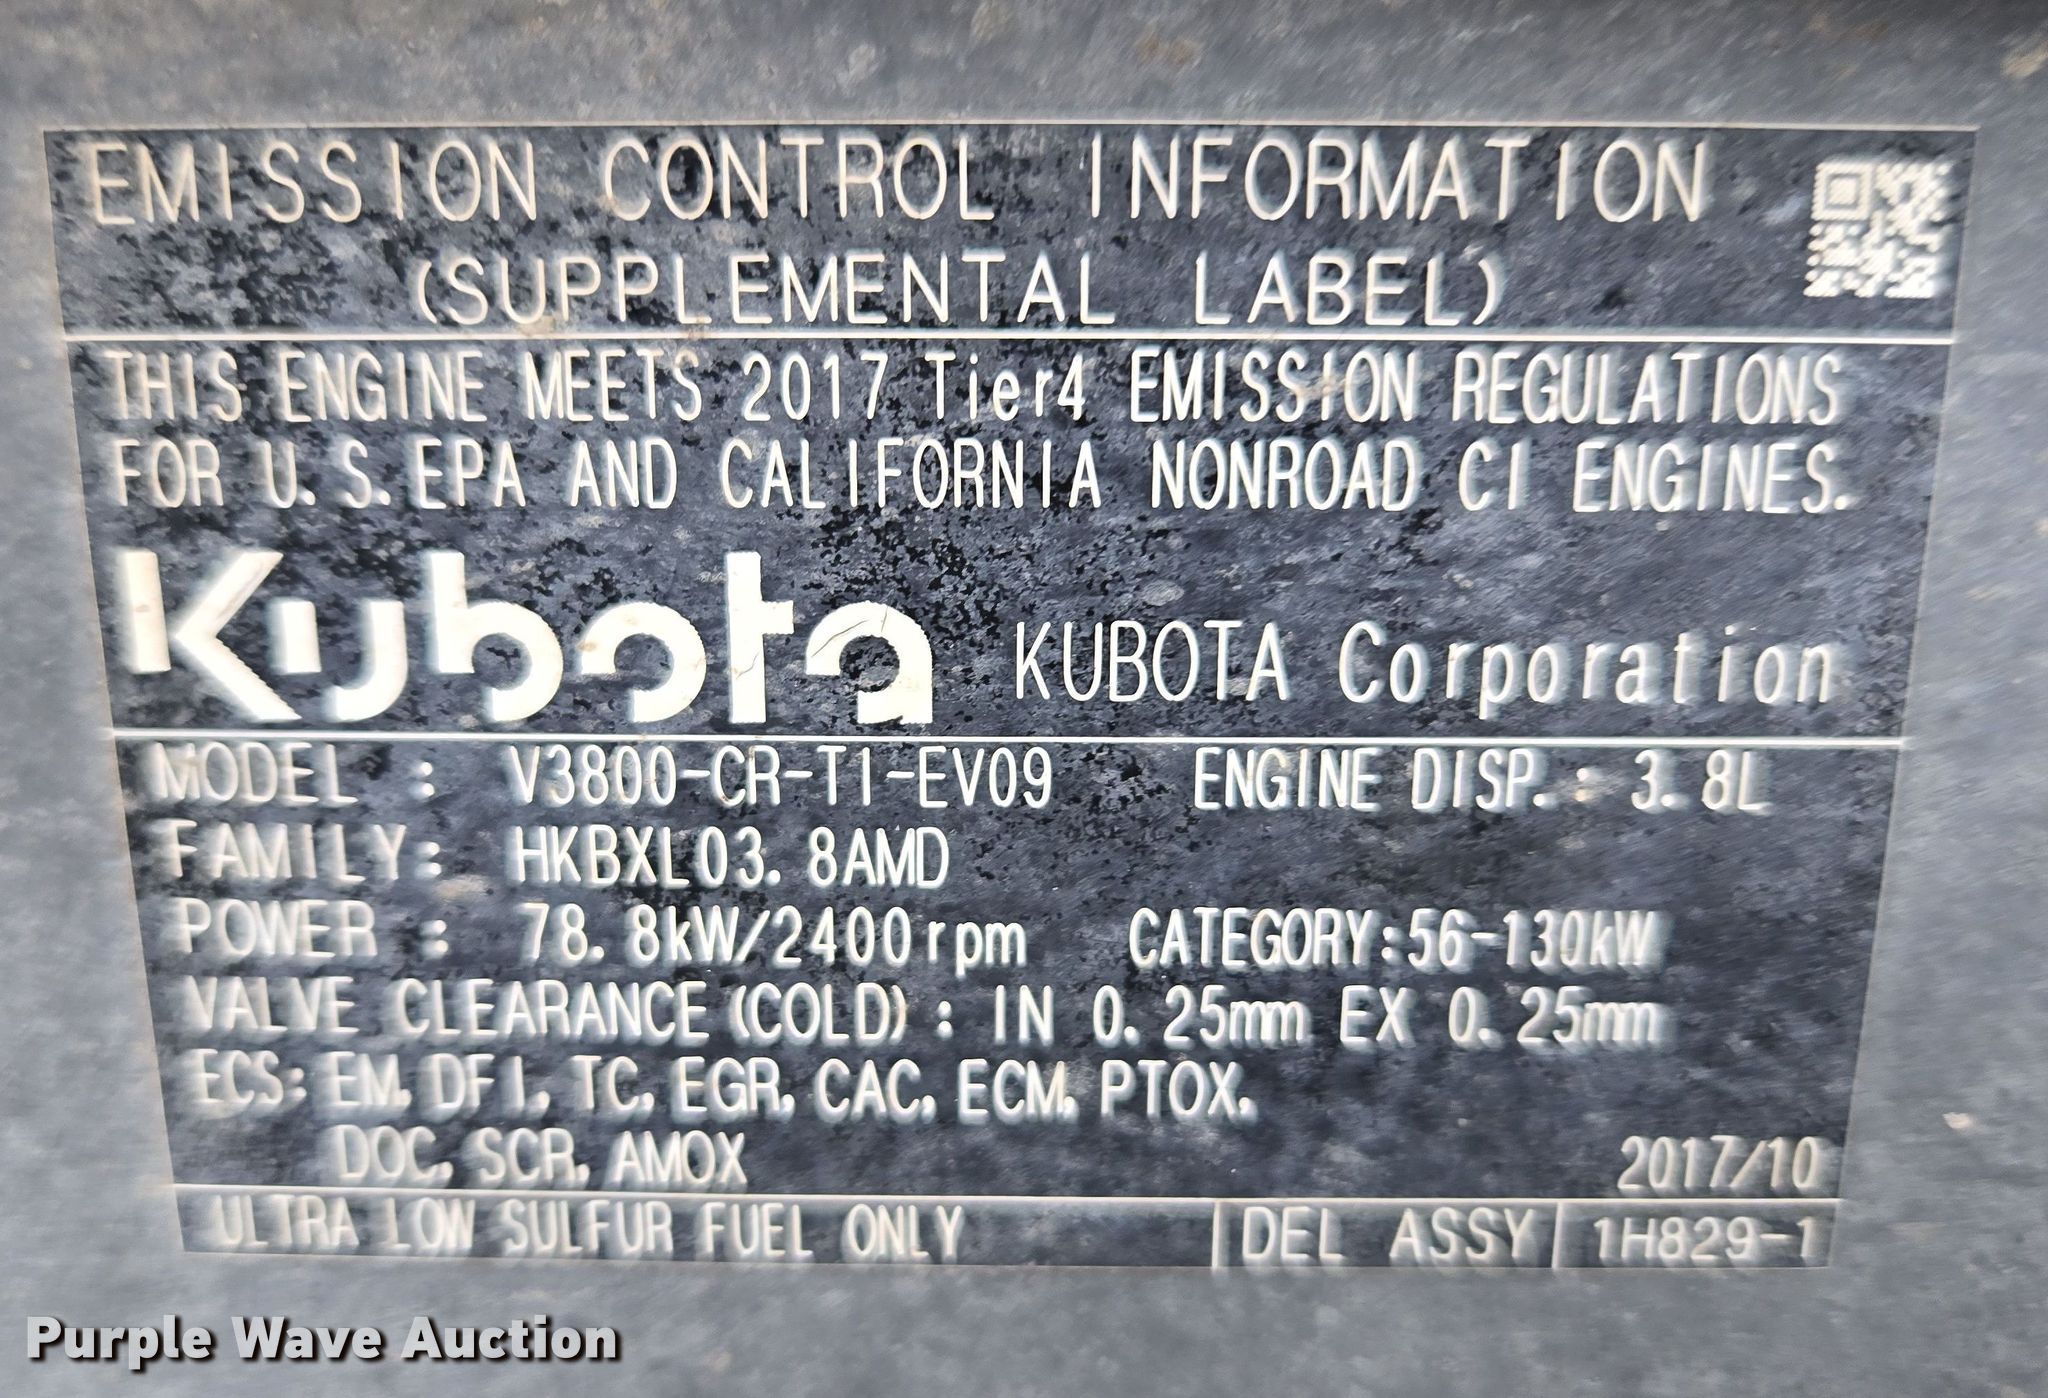 EMISSION CONTROL INFORMATION
(SUPPLEMENTAL LABEL)
THIS ENGINE MEETS 2017 Tier4 EMISSION REGULATIONS
FOR U.S.EPA AND CALIFORNIA NONROAD CI ENGINES.
Kubota KUBOTA Corporation
MODEL : V3800-CR-TI-EV09 ENGINE DISP.: 3.8L
FAMILY: HKBXL03.8AMD
POWER : 78.8kW/2400rpm CATEGORY:56-130kW
VALVE CLEARANCE(COLD): IN 0.25mm EX 0.25mm
ECS: EM, DFI, TC, EGR, CAC, ECM, PTOX,
DOC, SCR, AMOX 2017/10
ULTRA LOW SULFUR FUEL ONLY DEL ASSY 1H829-1
Purple Wave Auction